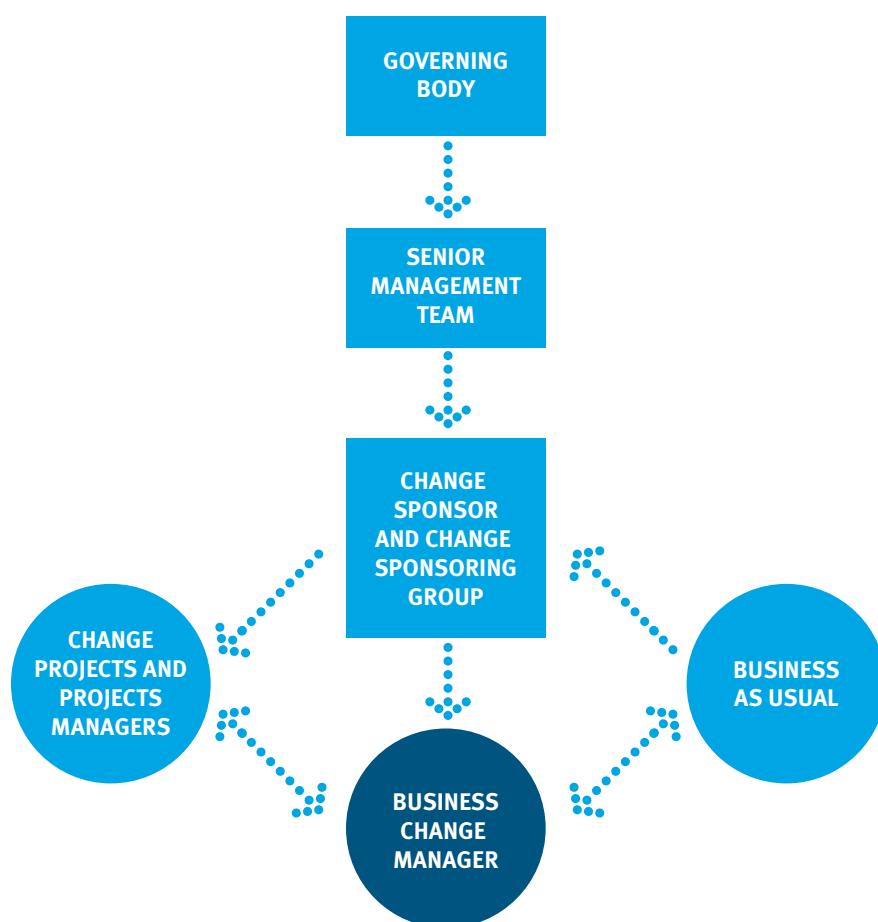 GOVERNING
BODY
SENIOR
MANAGEMENT
TEAM
CHANGE
SPONSOR
AND CHANGE
SPONSORING
GROUP
CHANGE
PROJECTS AND
PROJECTS
MANAGERS
BUSINESS
AS USUAL
BUSINESS
CHANGE
MANAGER